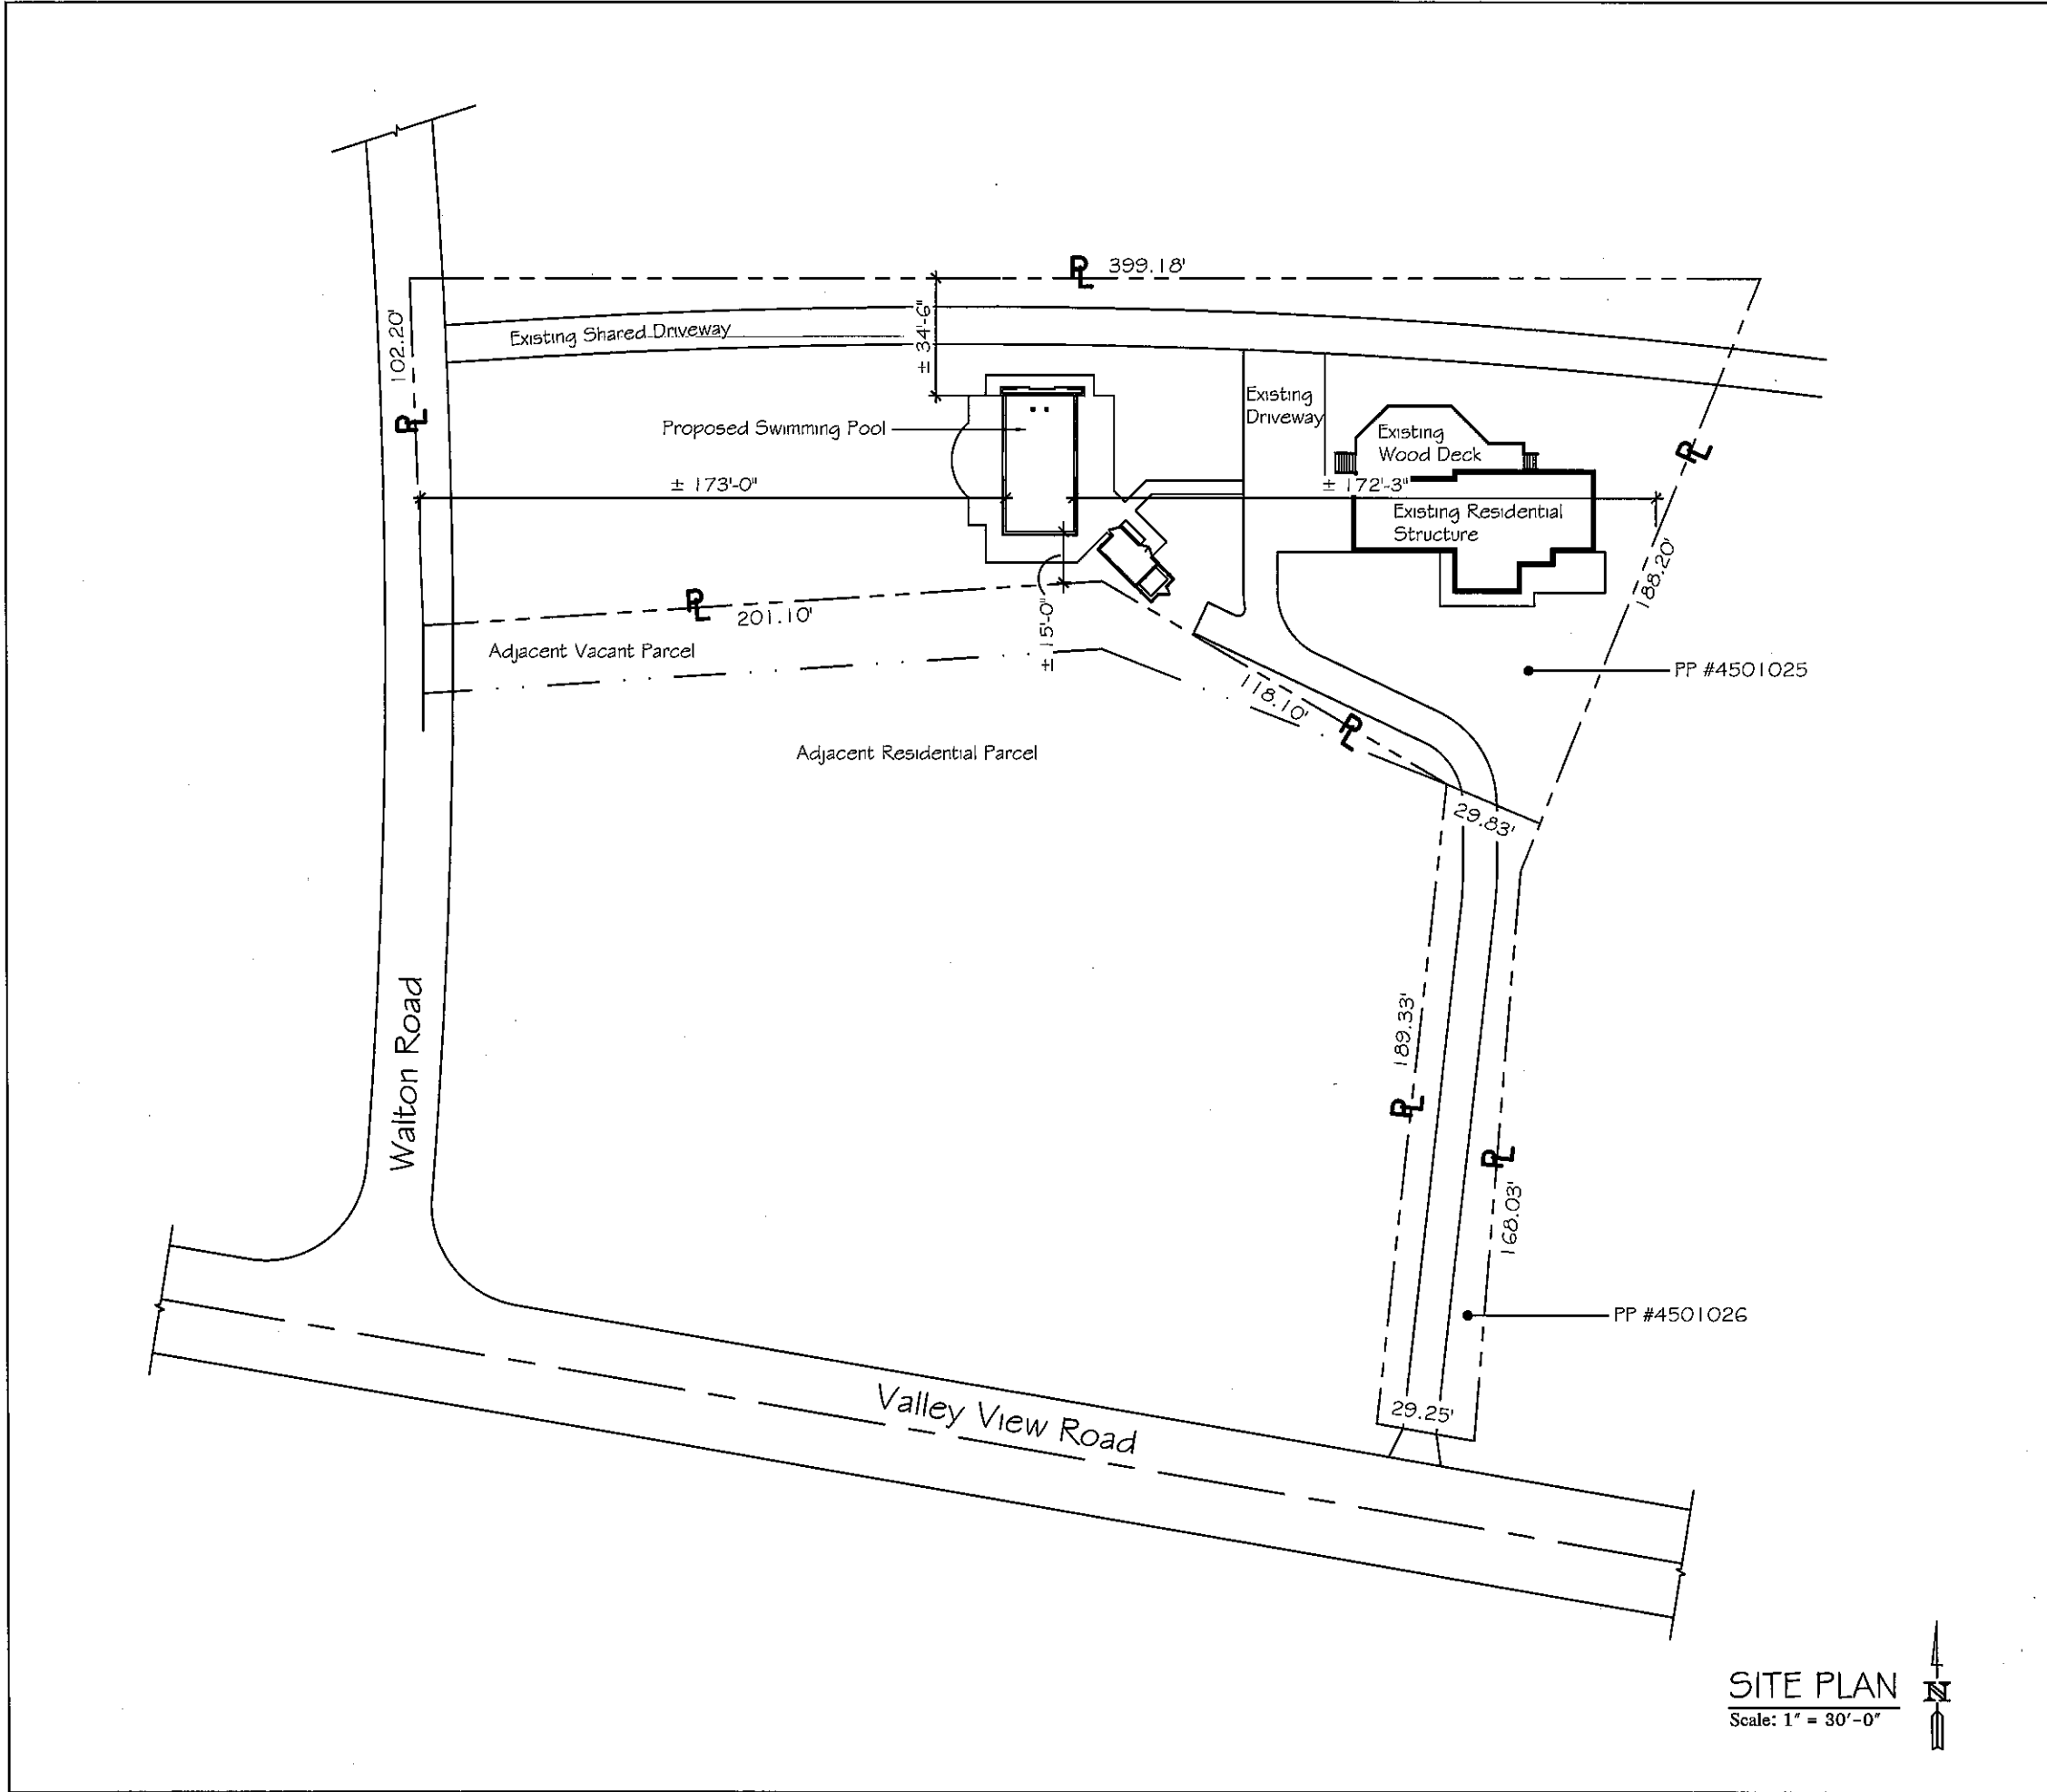 PL 399.18'
102.20'
PL
Existing Shared Driveway
± 34'-6"
Existing
Driveway
Existing
Wood Deck
PL
Proposed Swimming Pool
± 173'-0"
± 172'-3"
Existing Residential
Structure
188.20'
PL
201.10'
± 15'-0"
Adjacent Vacant Parcel
PP #4501025
118.10'
PL
Adjacent Residential Parcel
29.83'
189.33'
PL
Walton Road
PL
168.03'
PP #4501026
29.25'
Valley View Road
SITE PLAN
Scale: 1" = 30'-0"
N